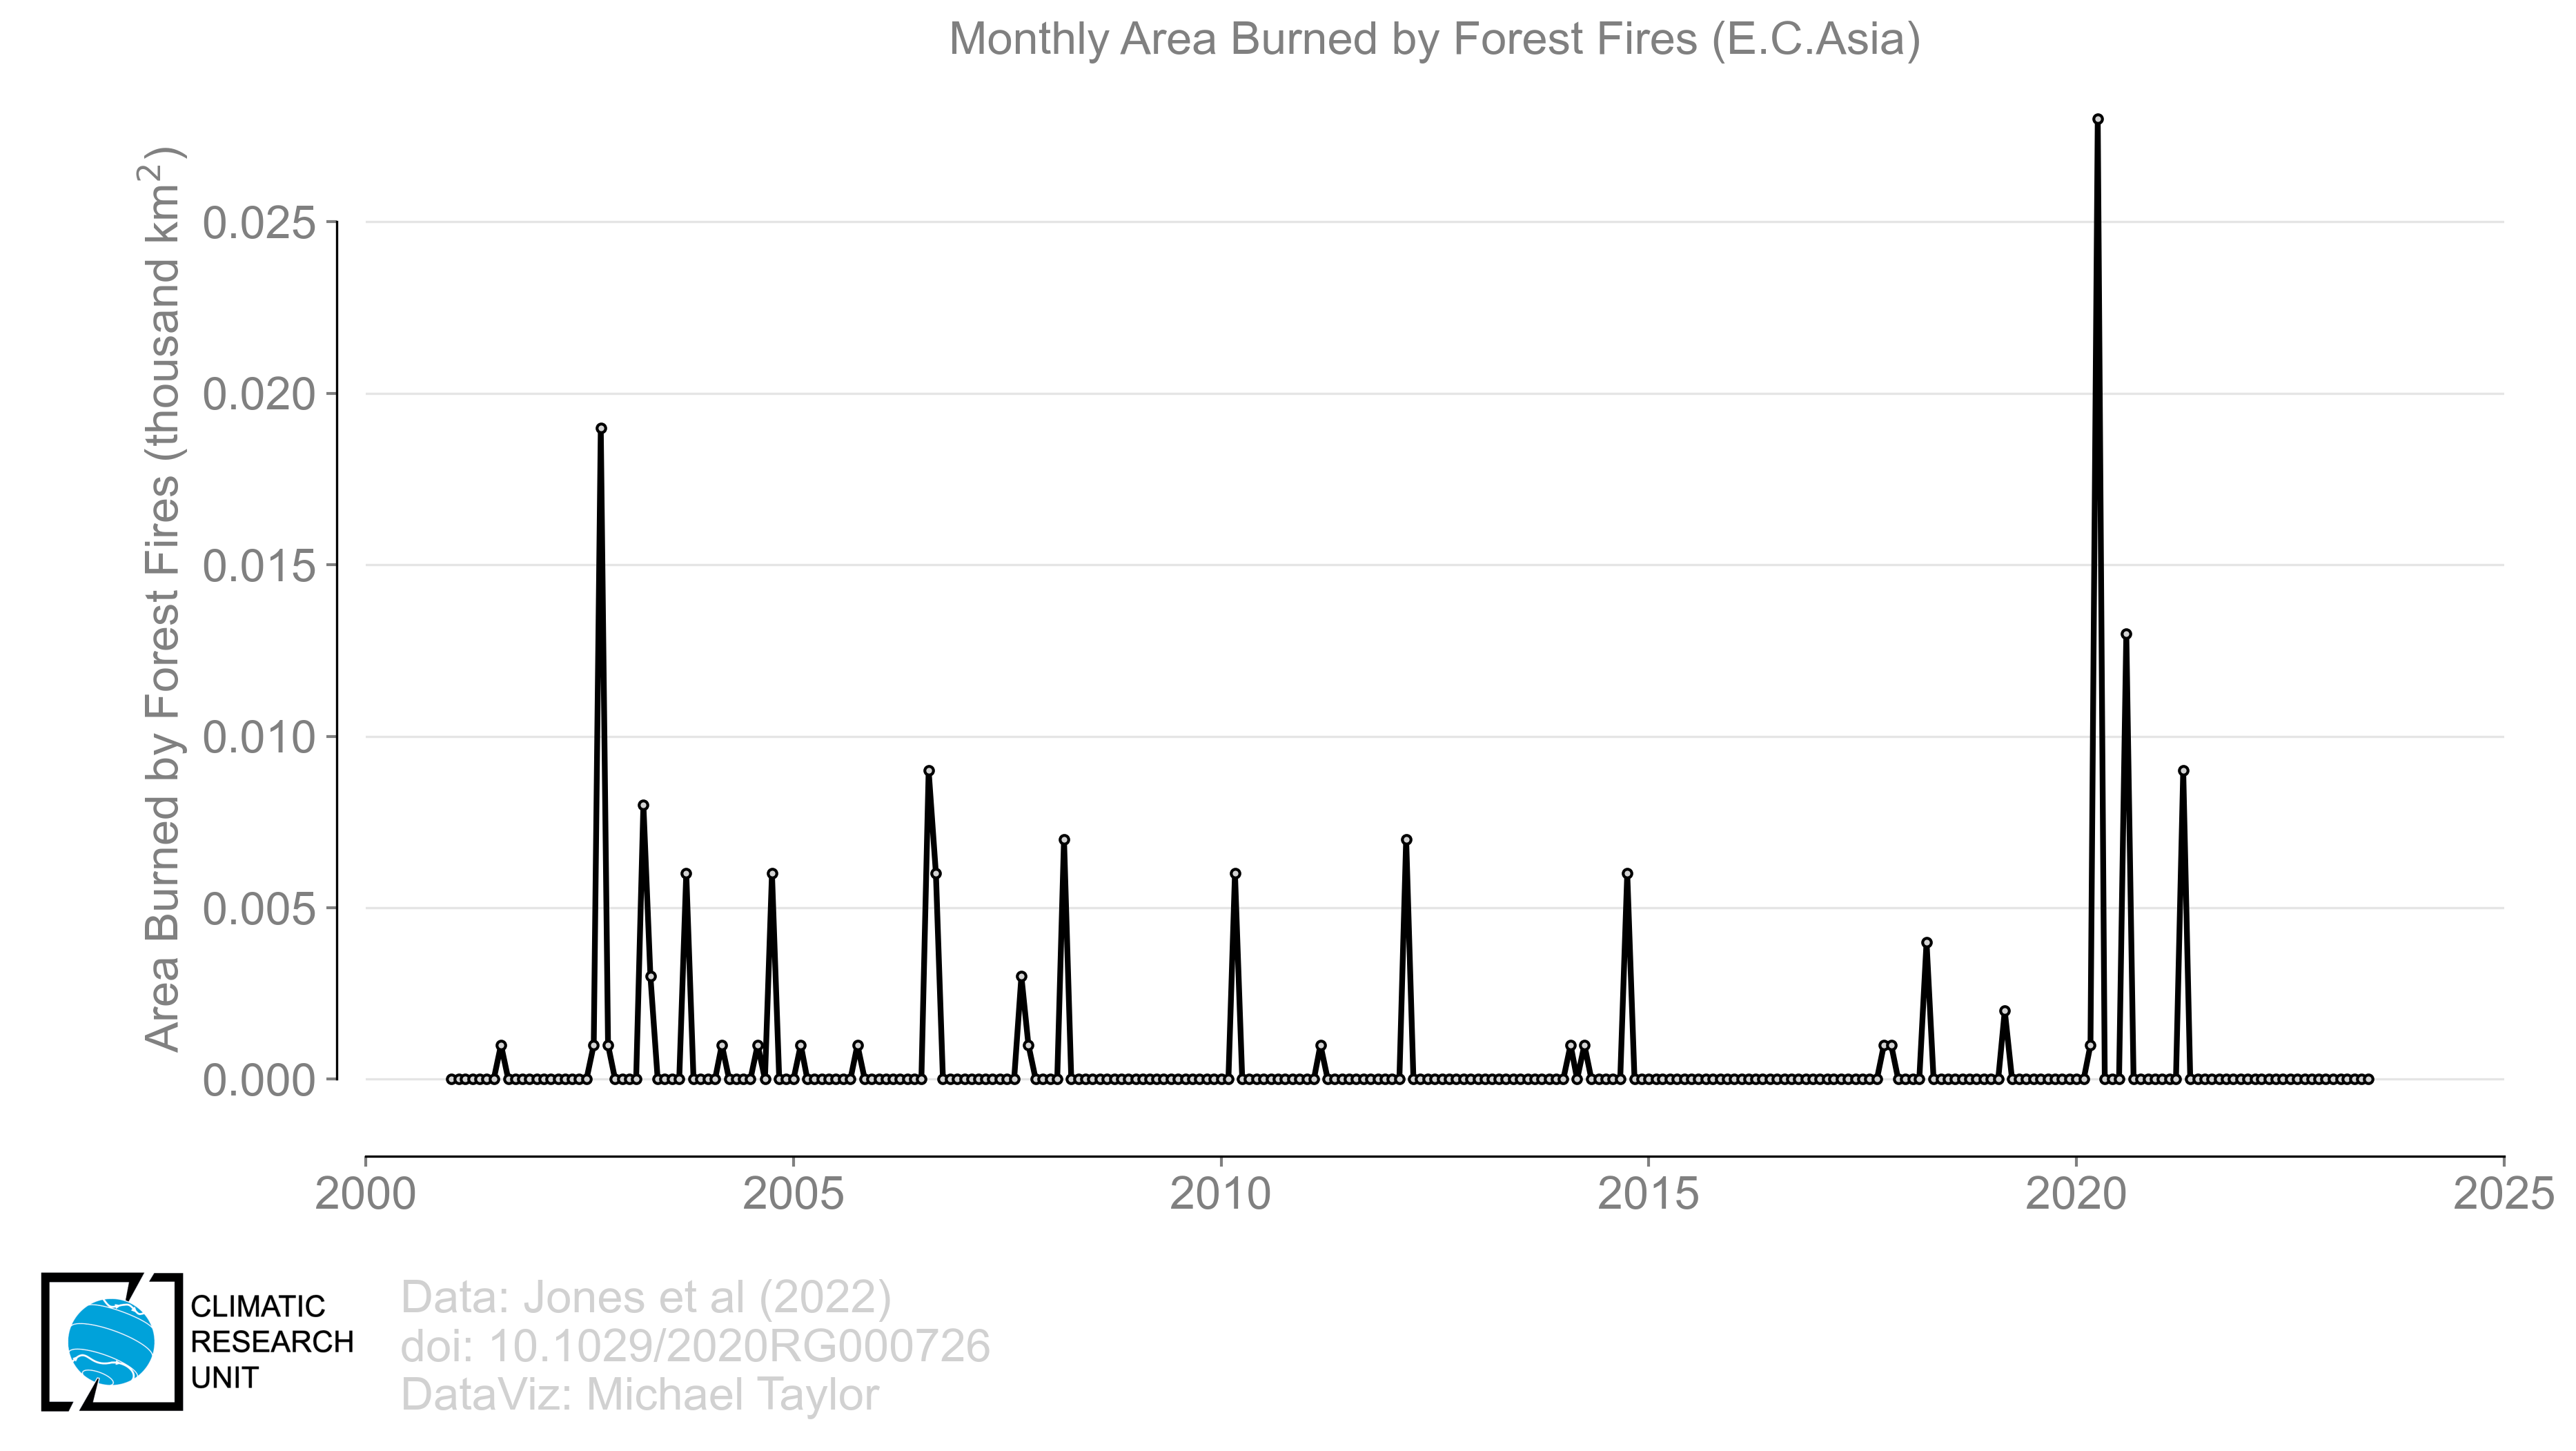 Monthly Area Burned by Forest Fires (E.C.Asia)
Area Burned by Forest Fires (thousand km²)
0.025
0.020
0.015
0.010
0.005
0.000
2000
2005
2010
2015
2020
2025
CLIMATIC
RESEARCH
UNIT
Data: Jones et al (2022)
doi: 10.1029/2020RG000726
DataViz: Michael Taylor